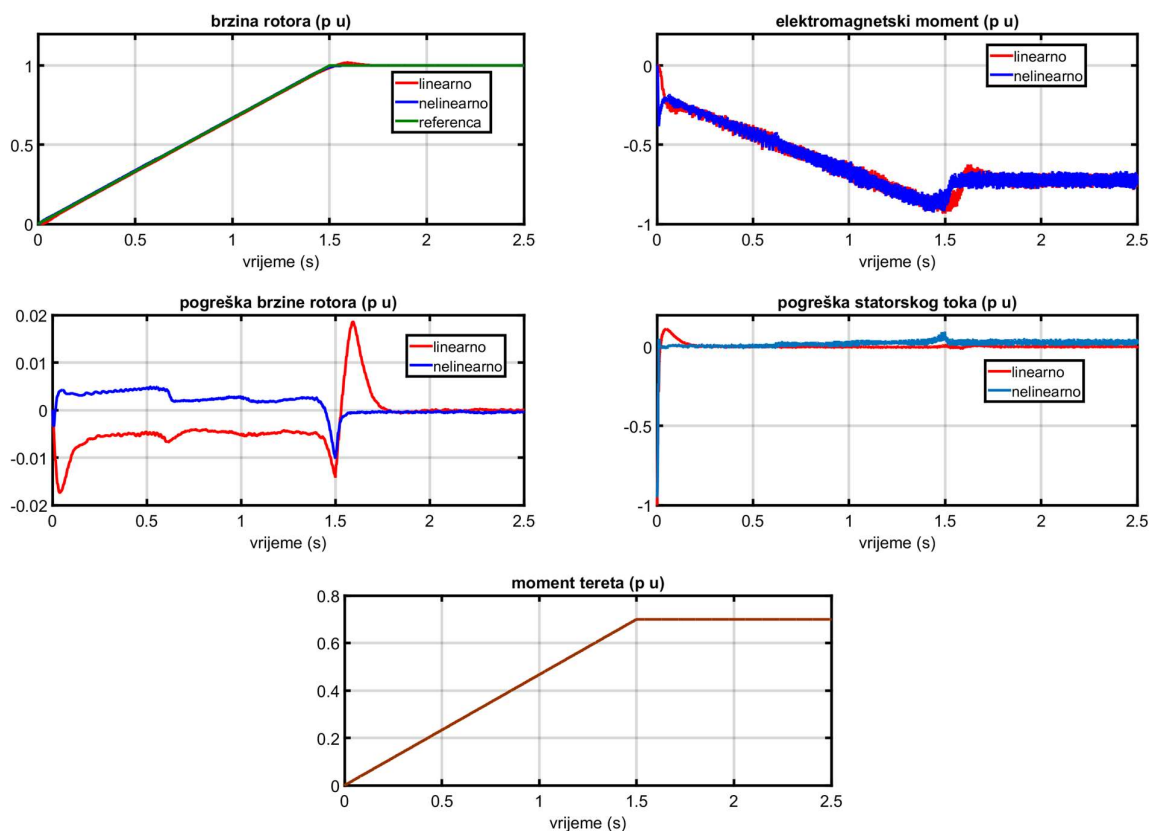 brzina rotora (p u)
1
0.5
0
linearno
nelinearno
referenca
0 0.5 1 1.5 2 2.5
vrijeme (s)
elektromagnetski moment (p u)
0
-0.5
-1
linearno
nelinearno
0 0.5 1 1.5 2 2.5
vrijeme (s)
pogreška brzine rotora (p u)
0.02
0.01
0
-0.01
-0.02
linearno
nelinearno
0 0.5 1 1.5 2 2.5
vrijeme (s)
pogreška statorskog toka (p u)
0
-0.5
-1
linearno
nelinearno
0 0.5 1 1.5 2 2.5
vrijeme (s)
moment tereta (p u)
0.8
0.6
0.4
0.2
0
0 0.5 1 1.5 2 2.5
vrijeme (s)